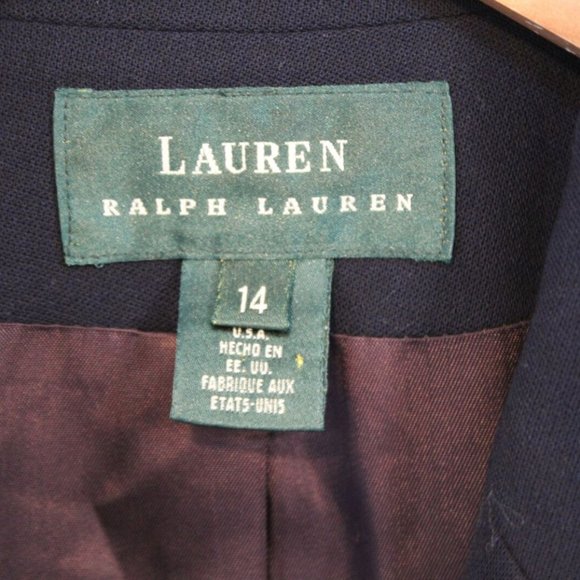 LAUREN
RALPH LAUREN
14
U.S.A.
HECHO EN
EE. UU.
FABRIQUE AUX
ETATS-UNIS